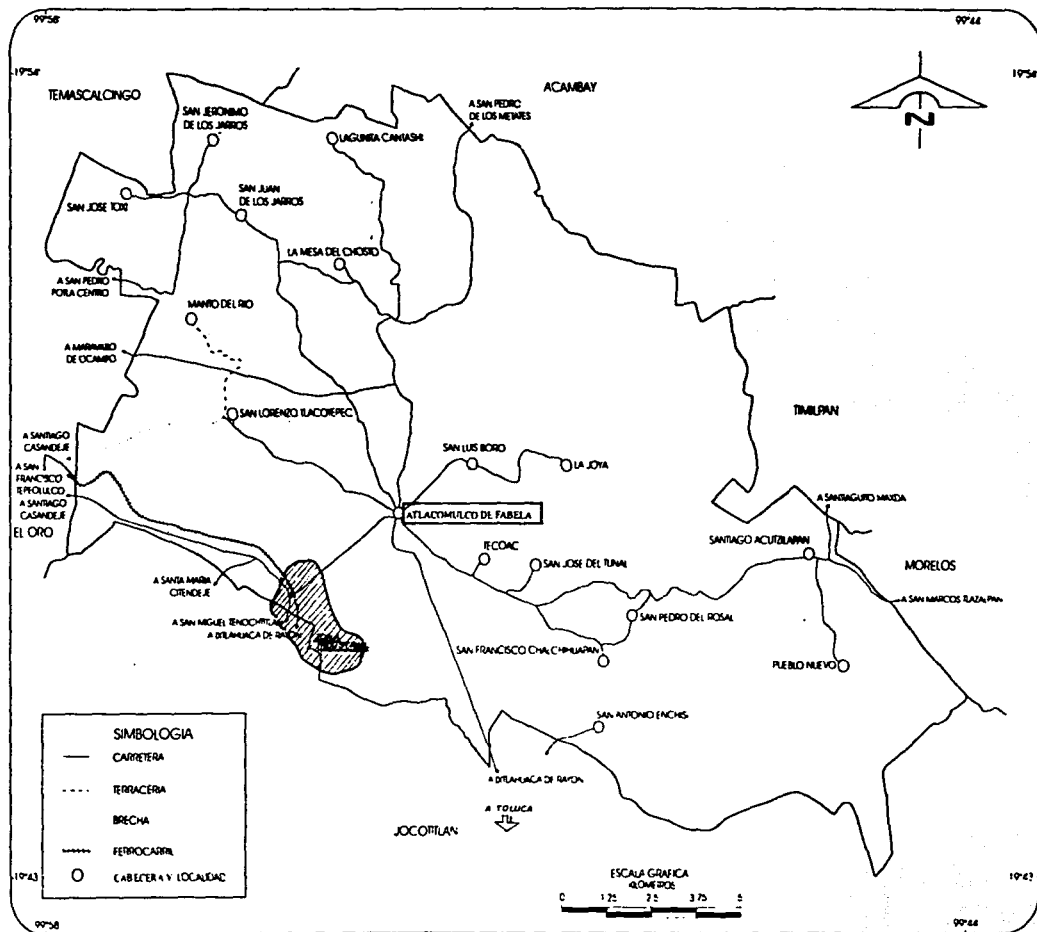 99°58'
99°44'
19°54'
19°54'
TEMASCALCINGO
ACAMBAY
SAN JERONIMO
DE LOS JARROS
A SAN PEDRO
DE LOS METATES
LAGUNITA CANTASHI
N
SAN JOSE TOXI
SAN JUAN
DE LOS JARROS
LA MESA DEL CHOSTO
A SAN PEDRO
POTLA CENTRO
MANTO DEL RIO
A MARAVATIO
DE OCAMPO
SAN LORENZO TLACOTEPEC
TIMILPAN
A SANTIAGO
CASANDEJE
A SAN
FRANCISCO
TEPEOLULCO
A SANTIAGO
CASANDEJE
EL ORO
SAN LUIS BORO
LA JOYA
ATLACOMULCO DE FABELA
A SANTIAGUITO MAXDA
SANTIAGO ACUTZILAPAN
MORELOS
TECOAC
SAN JOSE DEL TUNAL
A SANTA MARIA
CITENDEJE
A SAN MARCOS TLAZALPAN
A SAN MIGUEL TENOCHTITLAN
A IXTLAHUACA DE RAYON
SAN PEDRO DEL ROSAL
SAN FRANCISCO CHALCHIHUAPAN
PUEBLO NUEVO
SAN ANTONIO ENCHISI
A IXTLAHUACA DE RAYON
A TOLUCA
JOCOTITLAN
SIMBOLOGIA
CARRETERA
TERRACERIA
BRECHA
FERROCARRIL
CABECERA Y LOCALIDAD
19°43'
19°43'
ESCALA GRAFICA
KILOMETROS
0 1.25 2.5 3.75 5
99°58'
99°44'